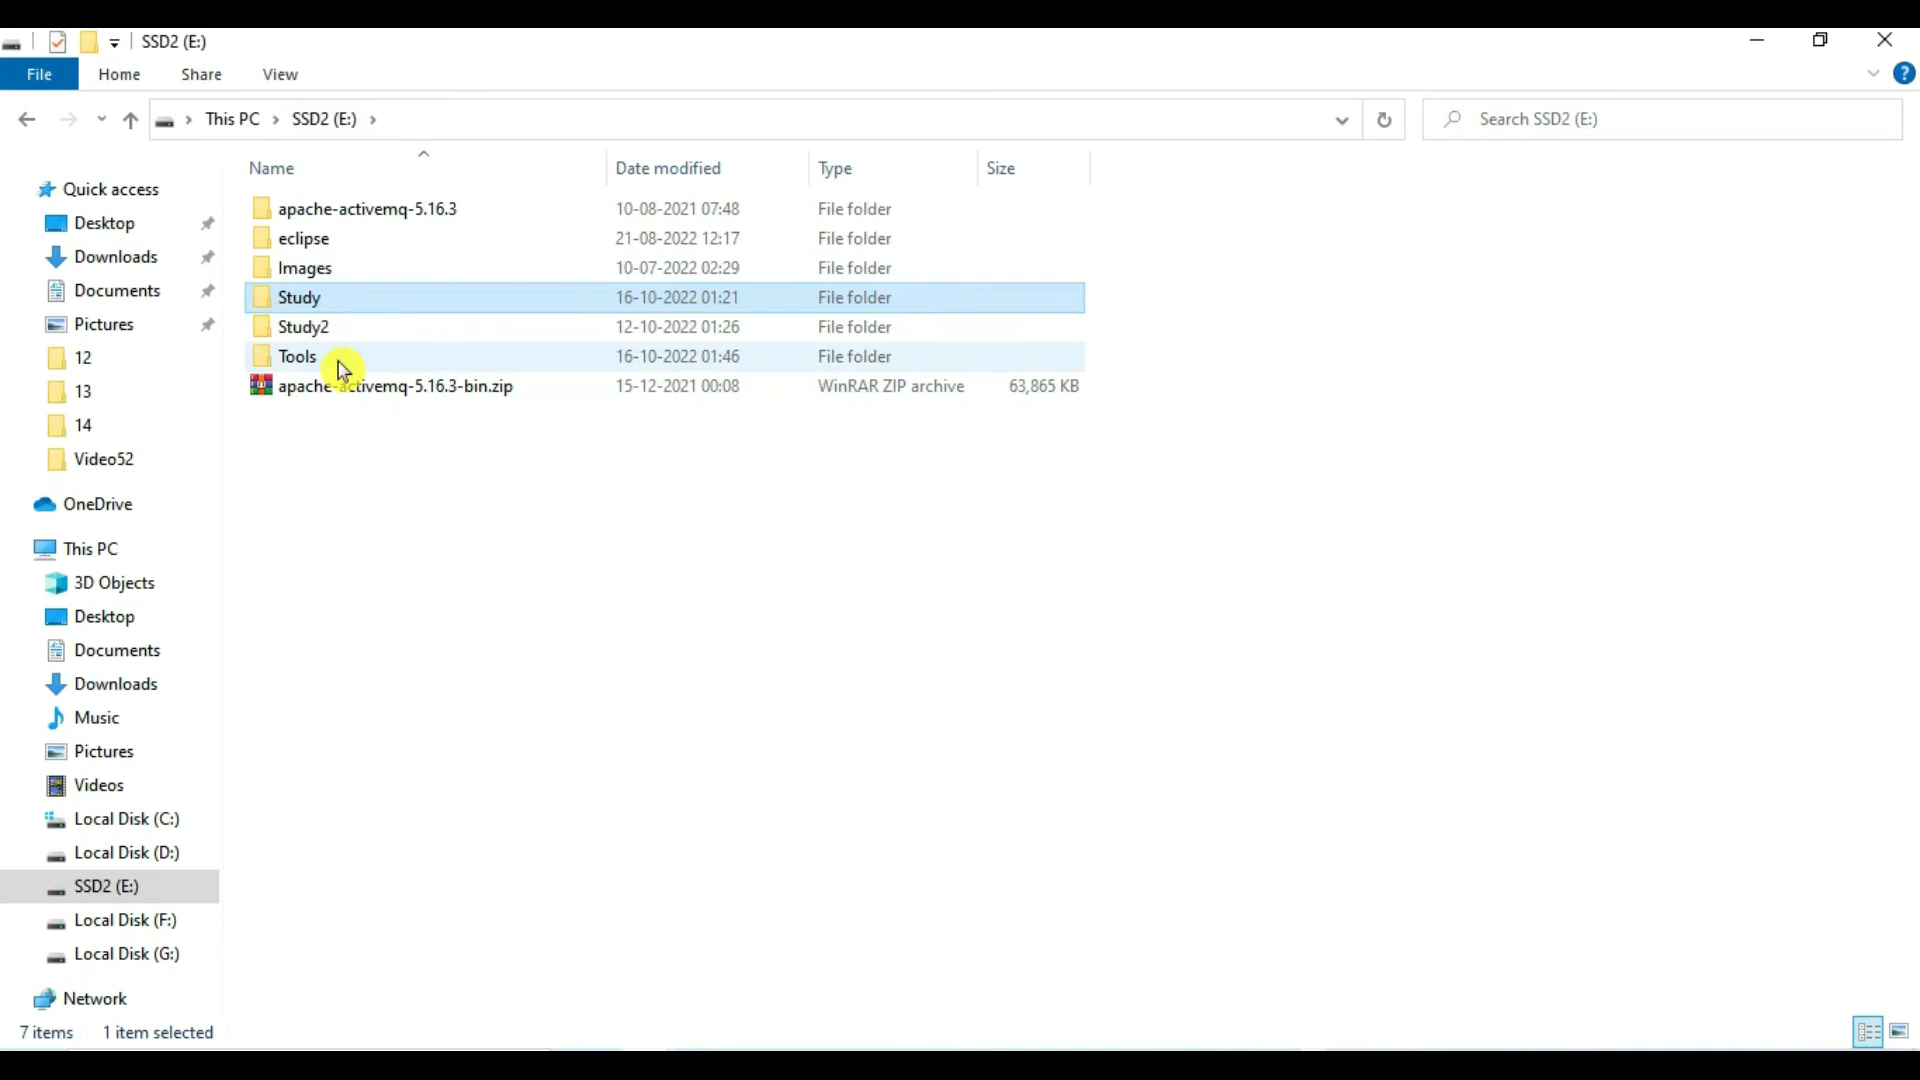 SSD2 (E:)
File Home Share View
This PC SSD2 (E:) Search SSD2 (E:)
Name Date modified Type Size
Quick access
Desktop
Downloads
Documents
Pictures
12
13
14
Video52
OneDrive
This PC
3D Objects
Desktop
Documents
Downloads
Music
Pictures
Videos
Local Disk (C:)
Local Disk (D:)
SSD2 (E:)
Local Disk (F:)
Local Disk (G:)
Network
apache-activemq-5.16.3 10-08-2021 07:48 File folder
eclipse 21-08-2022 12:17 File folder
Images 10-07-2022 02:29 File folder
Study 16-10-2022 01:21 File folder
Study2 12-10-2022 01:26 File folder
Tools 16-10-2022 01:46 File folder
apache-activemq-5.16.3-bin.zip 15-12-2021 00:08 WinRAR ZIP archive 63,865 KB
7 items 1 item selected